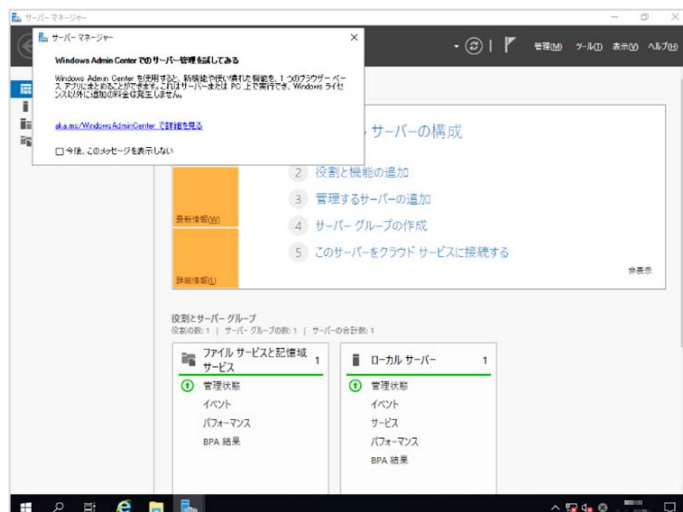 サーバー マネージャー
サーバー マネージャー
Windows Admin Center でのサーバー管理を試してみる
Windows Admin Center を使用すると、新機能や使い慣れた機能を、1 つのブラウザー ベー
ス アプリにまとめることができます。これはサーバーまたは PC 上で実行でき、Windows ライセ
ンス以外に追加の料金は発生しません。
aka.ms/WindowsAdminCenter で詳細を見る
今後、このメッセージを表示しない
管理(M) ツール(T) 表示(V) ヘルプ(H)
サーバーの構成
2 役割と機能の追加
3 管理するサーバーの追加
4 サーバー グループの作成
5 このサーバーをクラウド サービスに接続する
最新情報(W)
詳細情報(L)
非表示
役割とサーバー グループ
役割の数: 1 | サーバー グループの数: 1 | サーバーの合計数: 1
ファイル サービスと記憶域サービス 1
管理状態
イベント
パフォーマンス
BPA 結果
ローカル サーバー 1
管理状態
イベント
サービス
パフォーマンス
BPA 結果